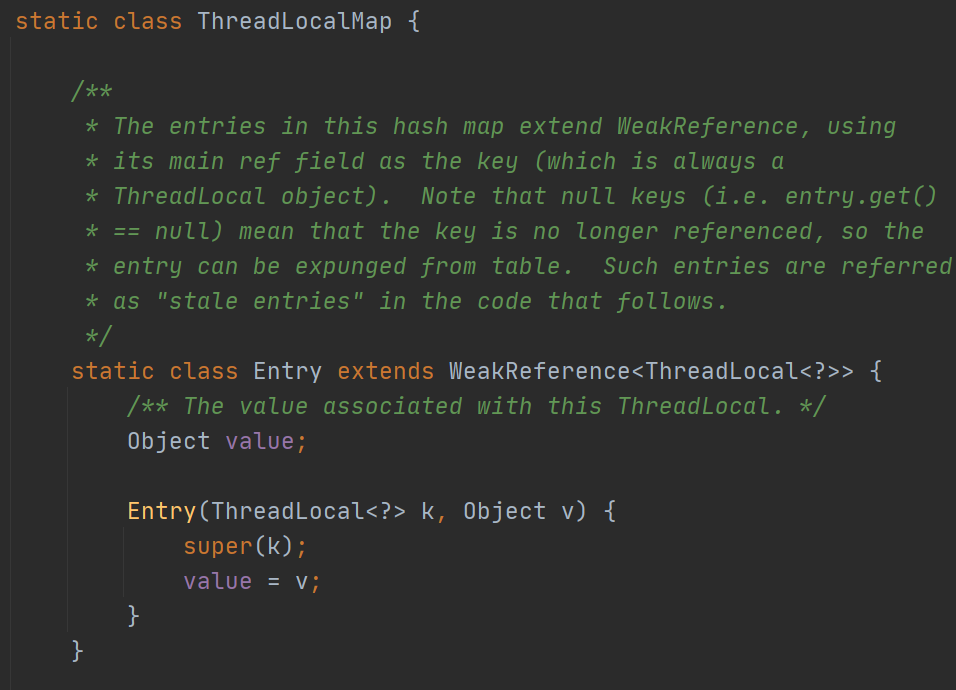 static class ThreadLocalMap {
/**
* The entries in this hash map extend WeakReference, using
* its main ref field as the key (which is always a
* ThreadLocal object).  Note that null keys (i.e. entry.get()
* == null) mean that the key is no longer referenced, so the
* entry can be expunged from table.  Such entries are referred
* as "stale entries" in the code that follows.
*/
static class Entry extends WeakReference<ThreadLocal<?>> {
/** The value associated with this ThreadLocal. */
Object value;
Entry(ThreadLocal<?> k, Object v) {
super(k);
value = v;
}
}